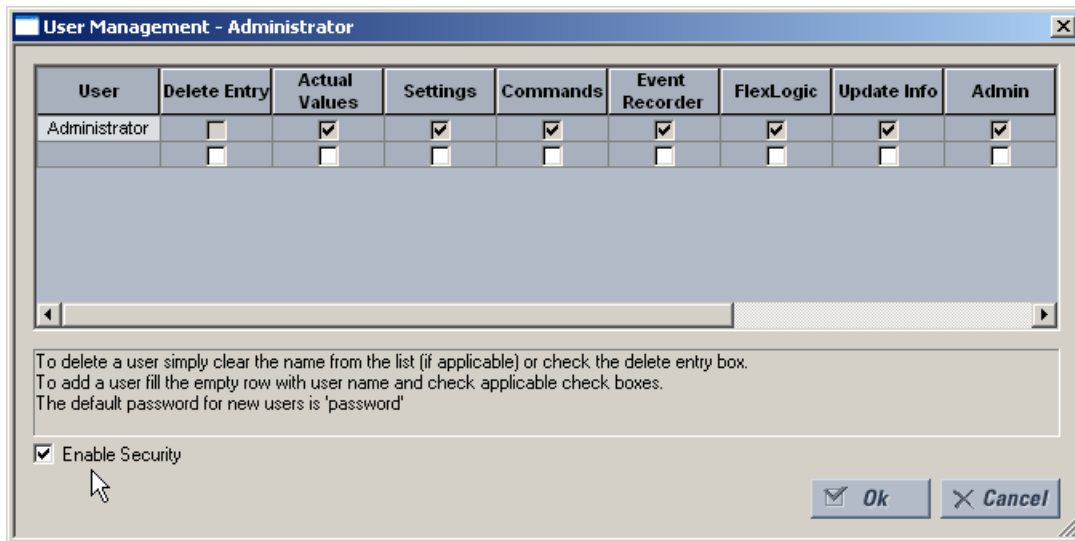 User Management - Administrator
User Delete Entry Actual Values Settings Commands Event Recorder FlexLogic Update Info Admin
Administrator
To delete a user simply clear the name from the list (if applicable) or check the delete entry box.
To add a user fill the empty row with user name and check applicable check boxes.
The default password for new users is 'password'
Enable Security
Ok Cancel